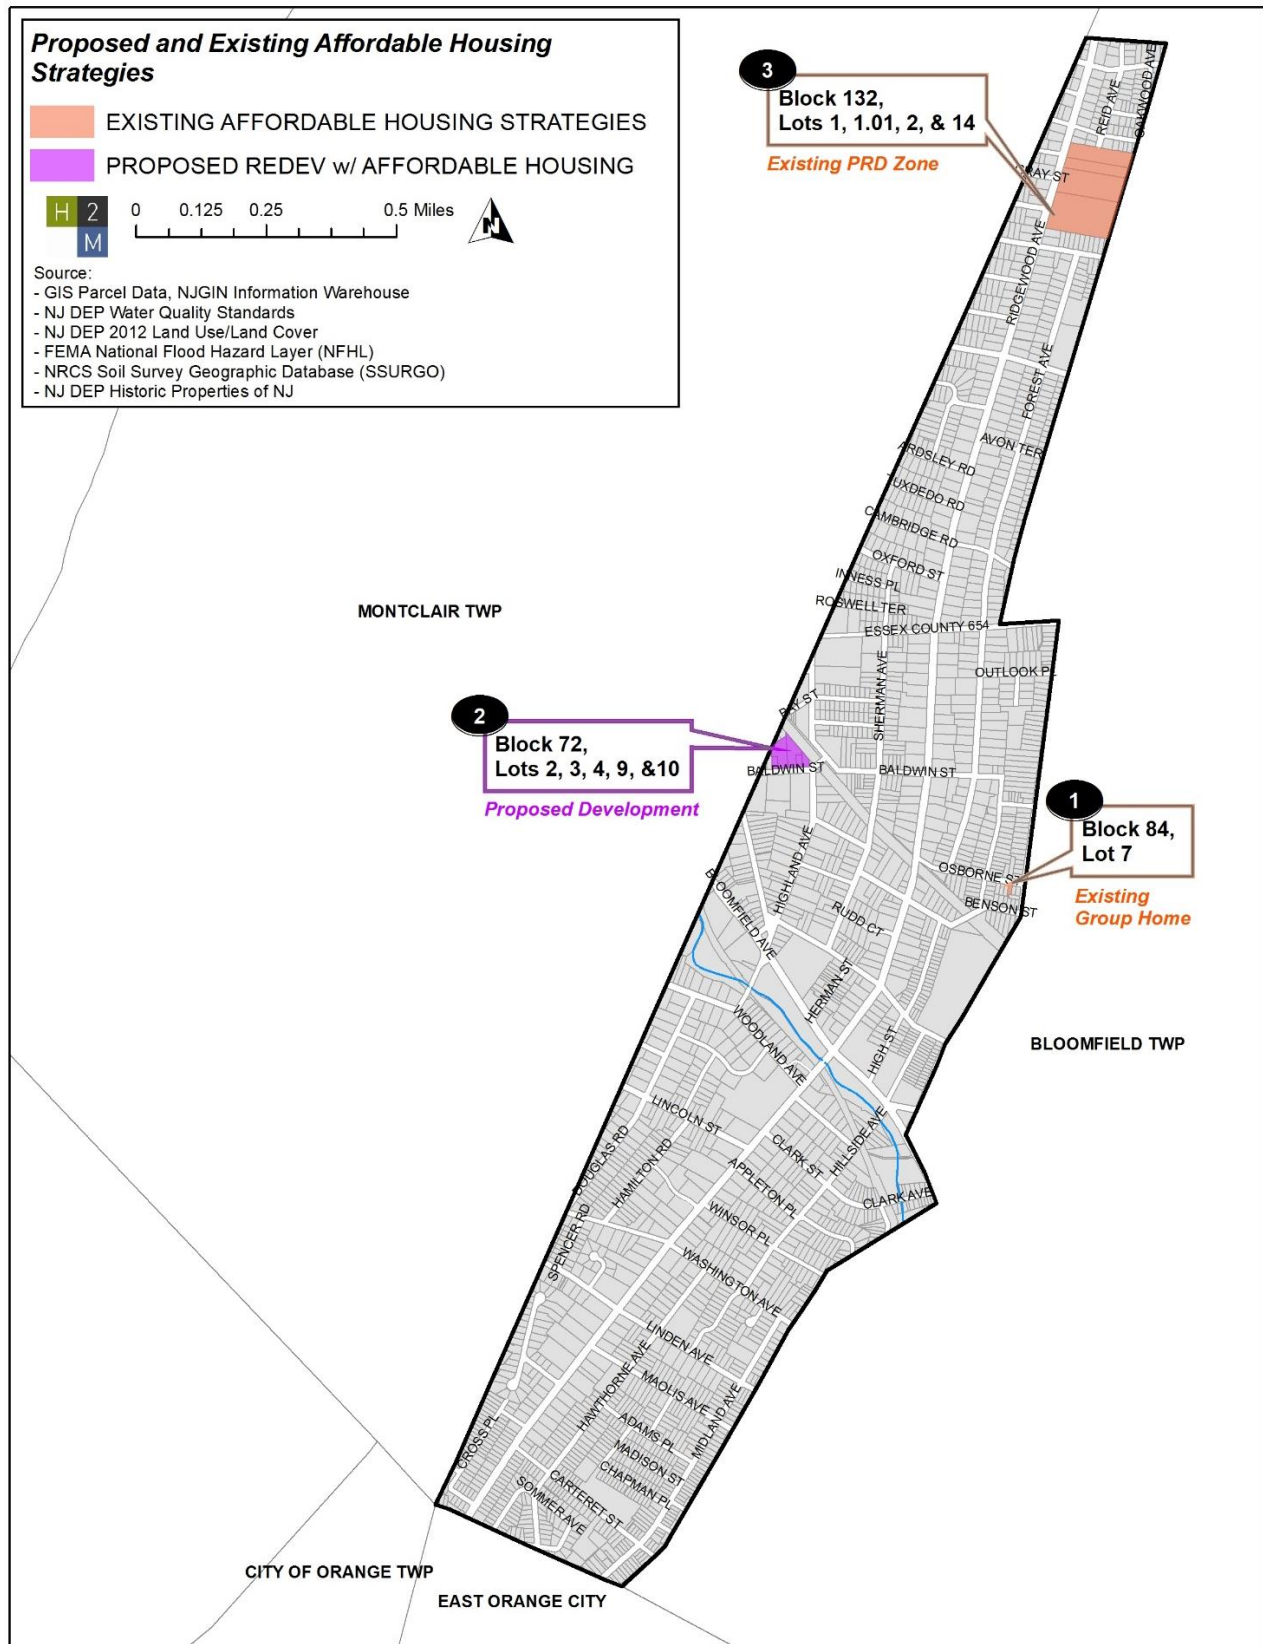 Proposed and Existing Affordable Housing
Strategies
EXISTING AFFORDABLE HOUSING STRATEGIES
PROPOSED REDEV w/ AFFORDABLE HOUSING
H 2
M
0 0.125 0.25 0.5 Miles
N
Source:
- GIS Parcel Data, NJGIN Information Warehouse
- NJ DEP Water Quality Standards
- NJ DEP 2012 Land Use/Land Cover
- FEMA National Flood Hazard Layer (NFHL)
- NRCS Soil Survey Geographic Database (SSURGO)
- NJ DEP Historic Properties of NJ
3
Block 132,
Lots 1, 1.01, 2, & 14
Existing PRD Zone
REID AVE
OAKWOOD AVE
RIDGEWOOD AVE
FOREST AVE
AVON TER
ARDSLEY RD
TUXDEDO RD
CAMBRIDGE RD
OXFORD ST
INNESS PL
ROSWELL TER
ESSEX COUNTY 654
MONTCLAIR TWP
OUTLOOK PL
SHERMAN AVE
BAY ST
2
Block 72,
Lots 2, 3, 4, 9, &10
Proposed Development
BALDWIN ST
BALDWIN ST
1
Block 84,
Lot 7
Existing
Group Home
OSBORNE ST
BENSON ST
HIGHLAND AVE
BLOOMFIELD AVE
RUDD CT
HERMAN ST
WOODLAND AVE
HIGH ST
BLOOMFIELD TWP
LINCOLN ST
DOUGLAS RD
HAMILTON RD
CLARK ST
HILLSIDE AVE
APPLETON PL
CLARK AVE
WINSOR PL
SPENCER RD
WASHINGTON AVE
LINDEN AVE
HAWTHORNE AVE
MAOLIS AVE
MIDLAND AVE
ADAMS PL
MADISON ST
CHAPMAN PL
CROSS PL
CARTERET ST
SOMMER AVE
CITY OF ORANGE TWP
EAST ORANGE CITY